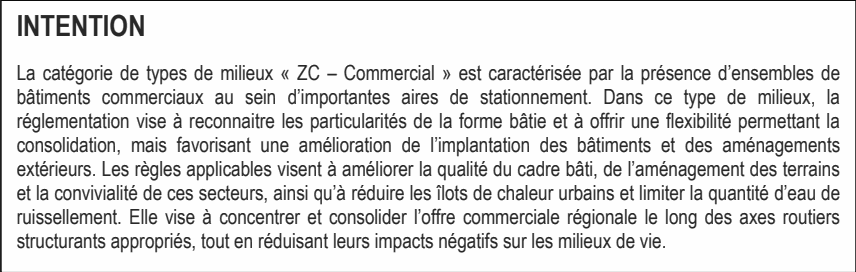 INTENTION
La catégorie de types de milieu « ZC – Commercial » est caractérisée par la présence d’ensembles de
bâtiments commerciaux au sein d’importantes aires de stationnement. Dans ce type de milieu, la
réglementation vise à reconnaitre les particularités de la forme bâtie et à offrir une flexibilité permettant la
consolidation, mais favorisant une amélioration de l’implantation des bâtiments et des aménagements
extérieurs. Les règles applicables visent à améliorer la qualité du cadre bâti, de l’aménagement des terrains
et la convivialité de ces secteurs, ainsi qu’à réduire les îlots de chaleur urbains et limiter la quantité d’eau de
ruissellement. Elle vise à concentrer et consolider l’offre commerciale régionale le long des axes routiers
structurants appropriés, tout en réduisant leurs impacts négatifs sur les milieux de vie.